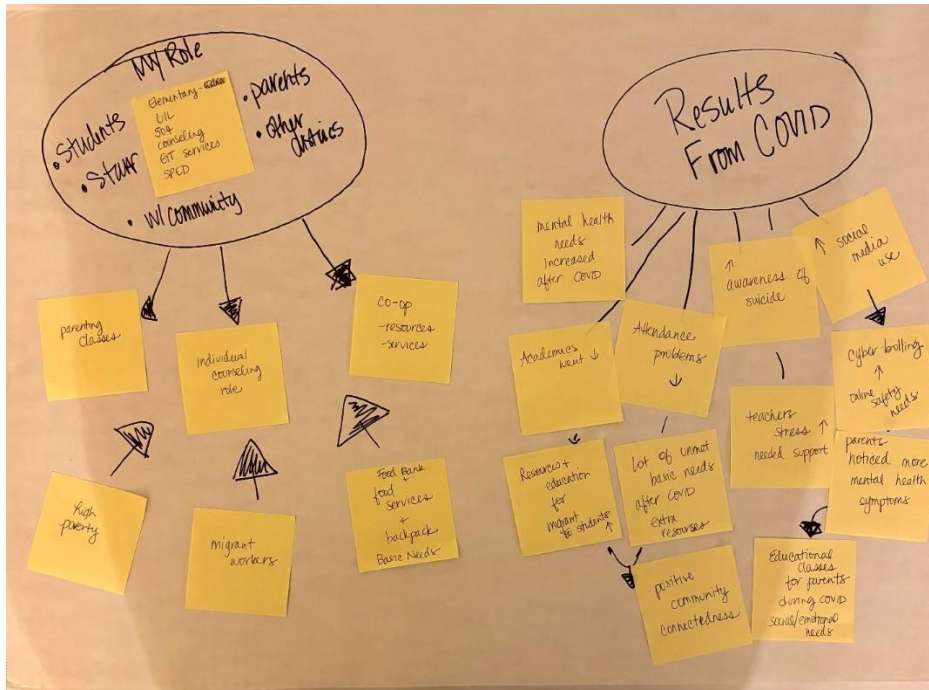 My Role
• Students
• Staff
• w/ community
• parents
• other districts
Elementary -
UIL
504
counseling
GT services
SPED
parenting
classes
individual
counseling
role
co-op
-resources
-services
high
poverty
migrant
workers
Food Bank
+
food
services
+
backpack
Basic Needs
Results
From COVID
mental health
needs
increased
after COVID
Academics
went ↓
Attendance
problems
↓
↑
awareness of
suicide
↑ social
media
use
Resources +
education
for
migrant
students ↑
Lot of unmet
basic needs
after COVID
extra
resourses
teachers
stress ↑
needed support
cyber bulling
↑
online
safety
needs
parents
noticed more
mental health
symptoms
positive
community
connectedness
Educational
classes
for parents
during covid
social/emotional
needs